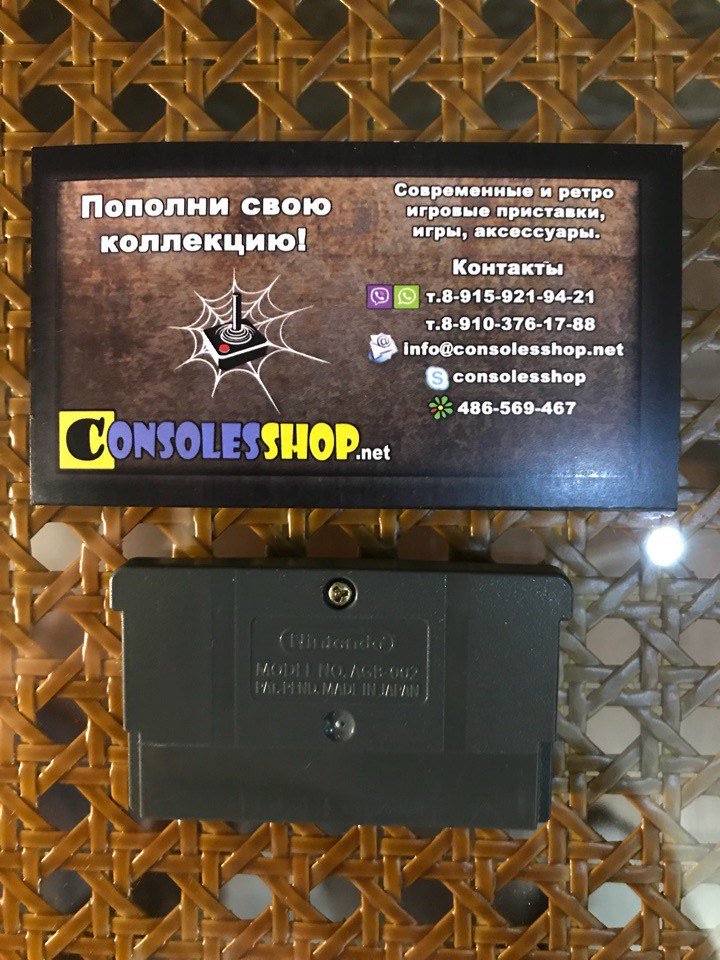 Пополни свою
коллекцию!
CONSOLESSHOP.net
Современные и ретро
игровые приставки,
игры, аксессуары.
Контакты
т.8-915-921-94-21
т.8-910-376-17-88
info@consolesshop.net
consolesshop
486-569-467
Nintendo®
MODEL NO. AGB-002
PAT. PEND. MADE IN JAPAN